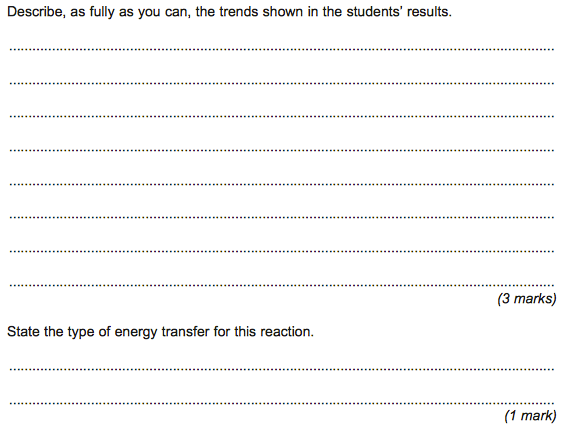 Describe, as fully as you can, the trends shown in the students' results.
(3 marks)
State the type of energy transfer for this reaction.
(1 mark)